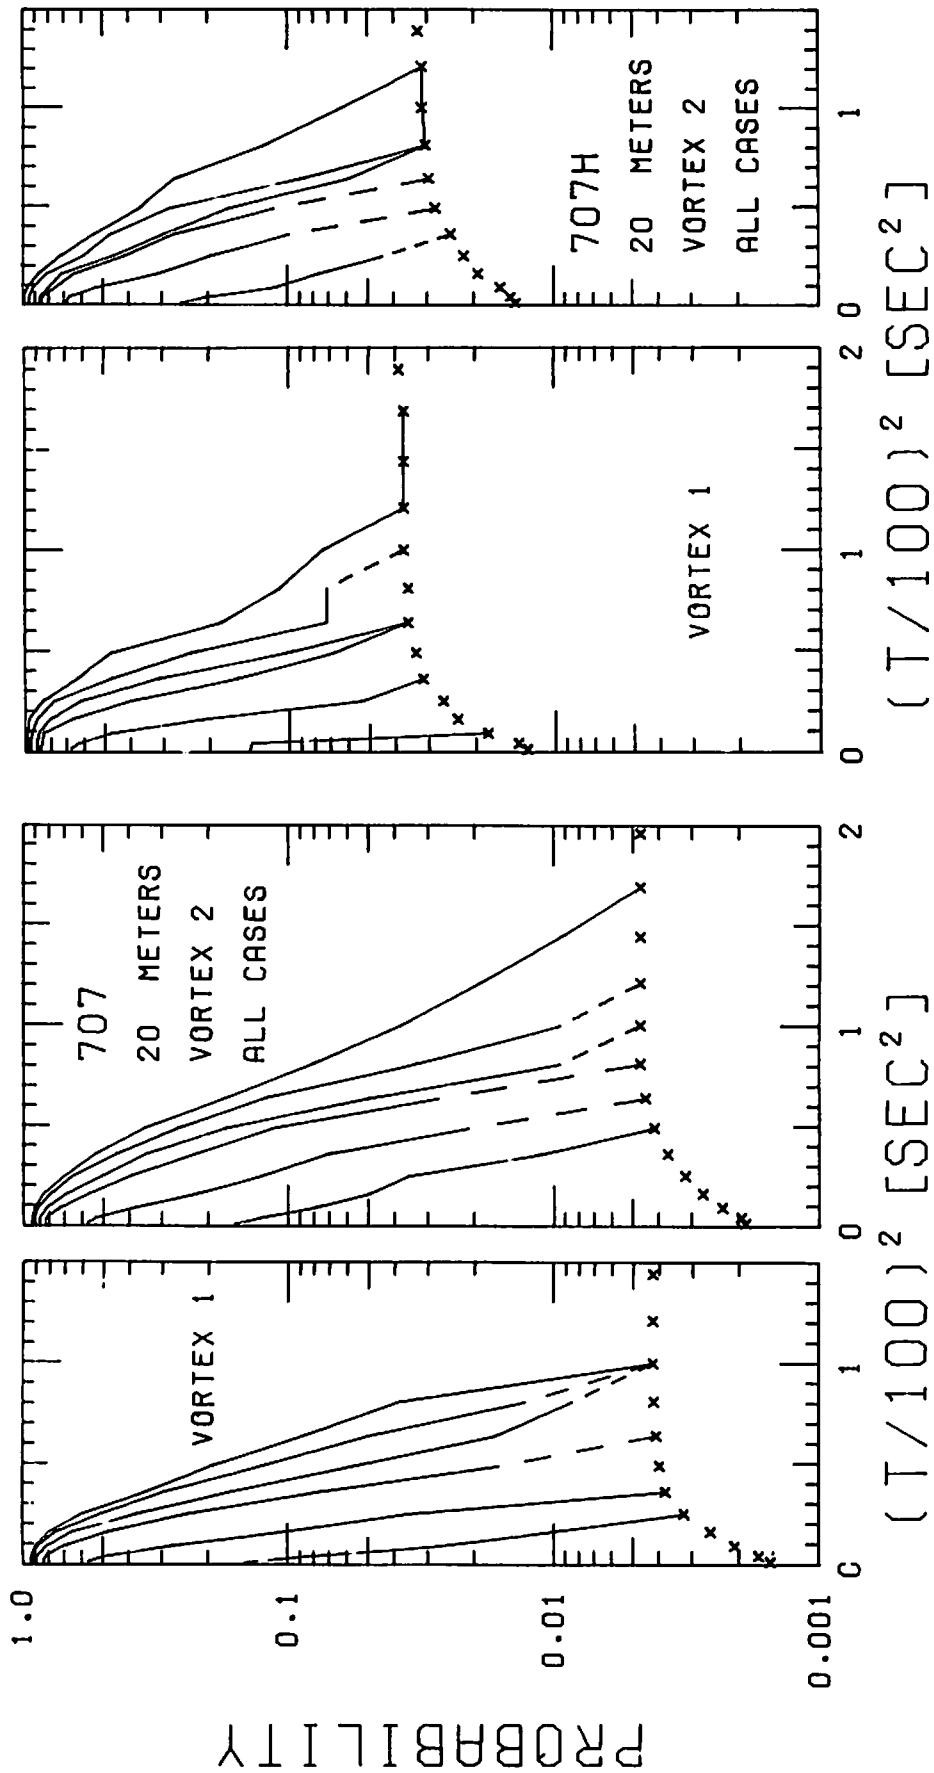 PROBABILITY
1.0
0.1
0.01
0.001
VORTEX 1
0
1
707
20 METERS
VORTEX 2
ALL CASES
0
1
2
(T/100)² [SEC²]
VORTEX 1
0
1
2
707H
20 METERS
VORTEX 2
ALL CASES
0
1
(T/100)² [SEC²]